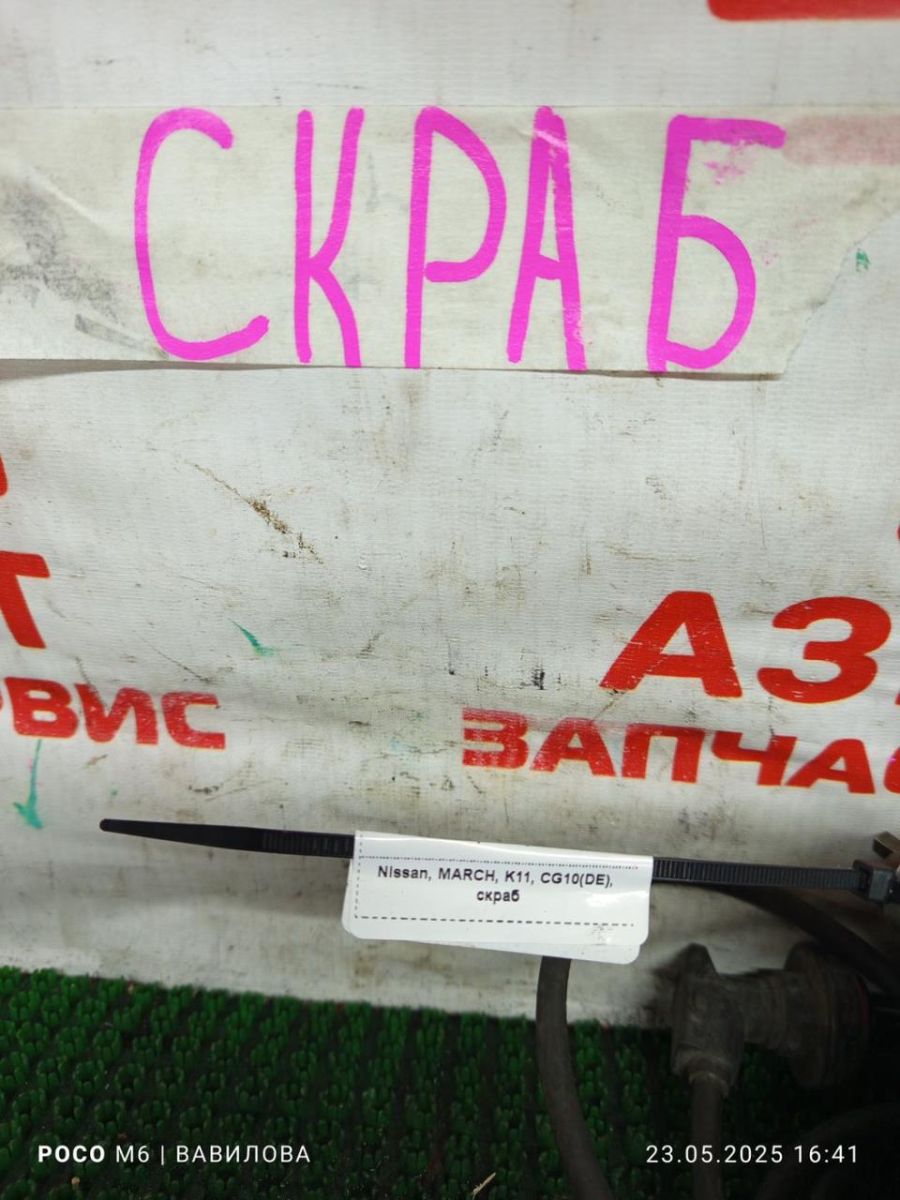 СКРАБ
Т
РВИС
АЗ
ЗАПЧАС
Nissan, MARCH, K11, CG10(DE),
скраб
POCO M6 | ВАВИЛОВА
23.05.2025 16:41